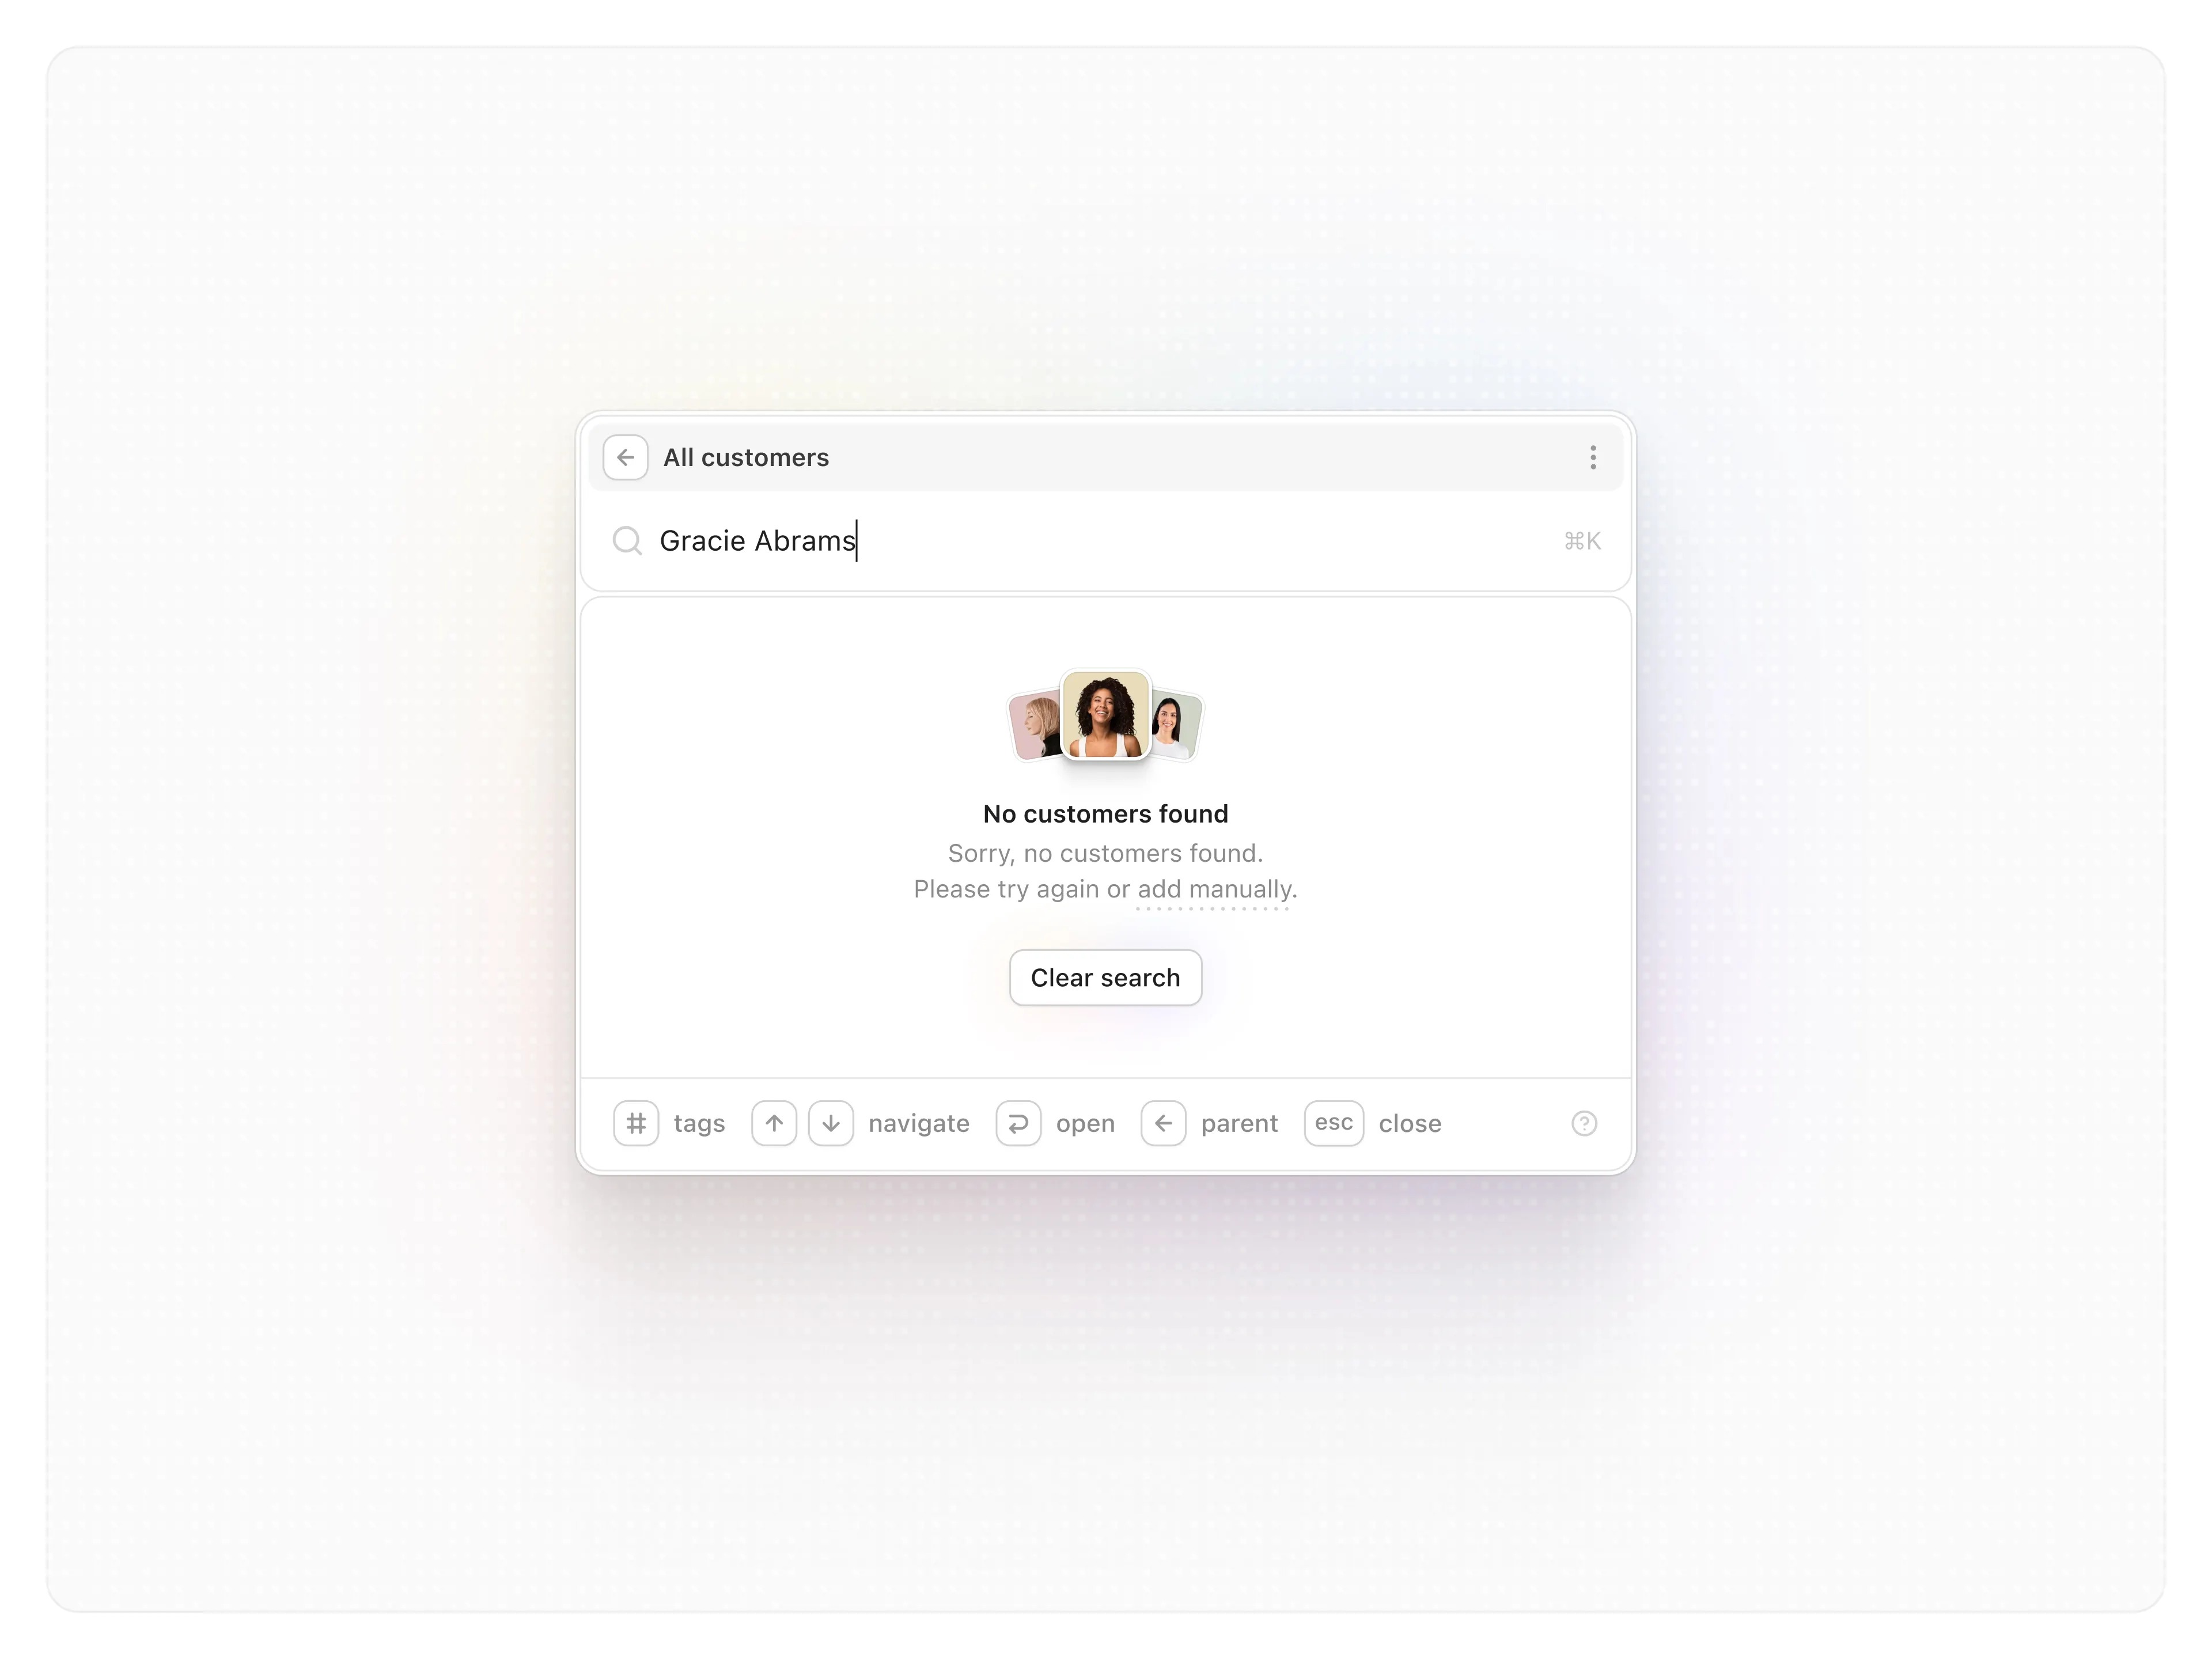 All customers
Gracie Abrams
⌘K
No customers found
Sorry, no customers found.
Please try again or add manually.
Clear search
# tags ↑ ↓ navigate open ← parent esc close